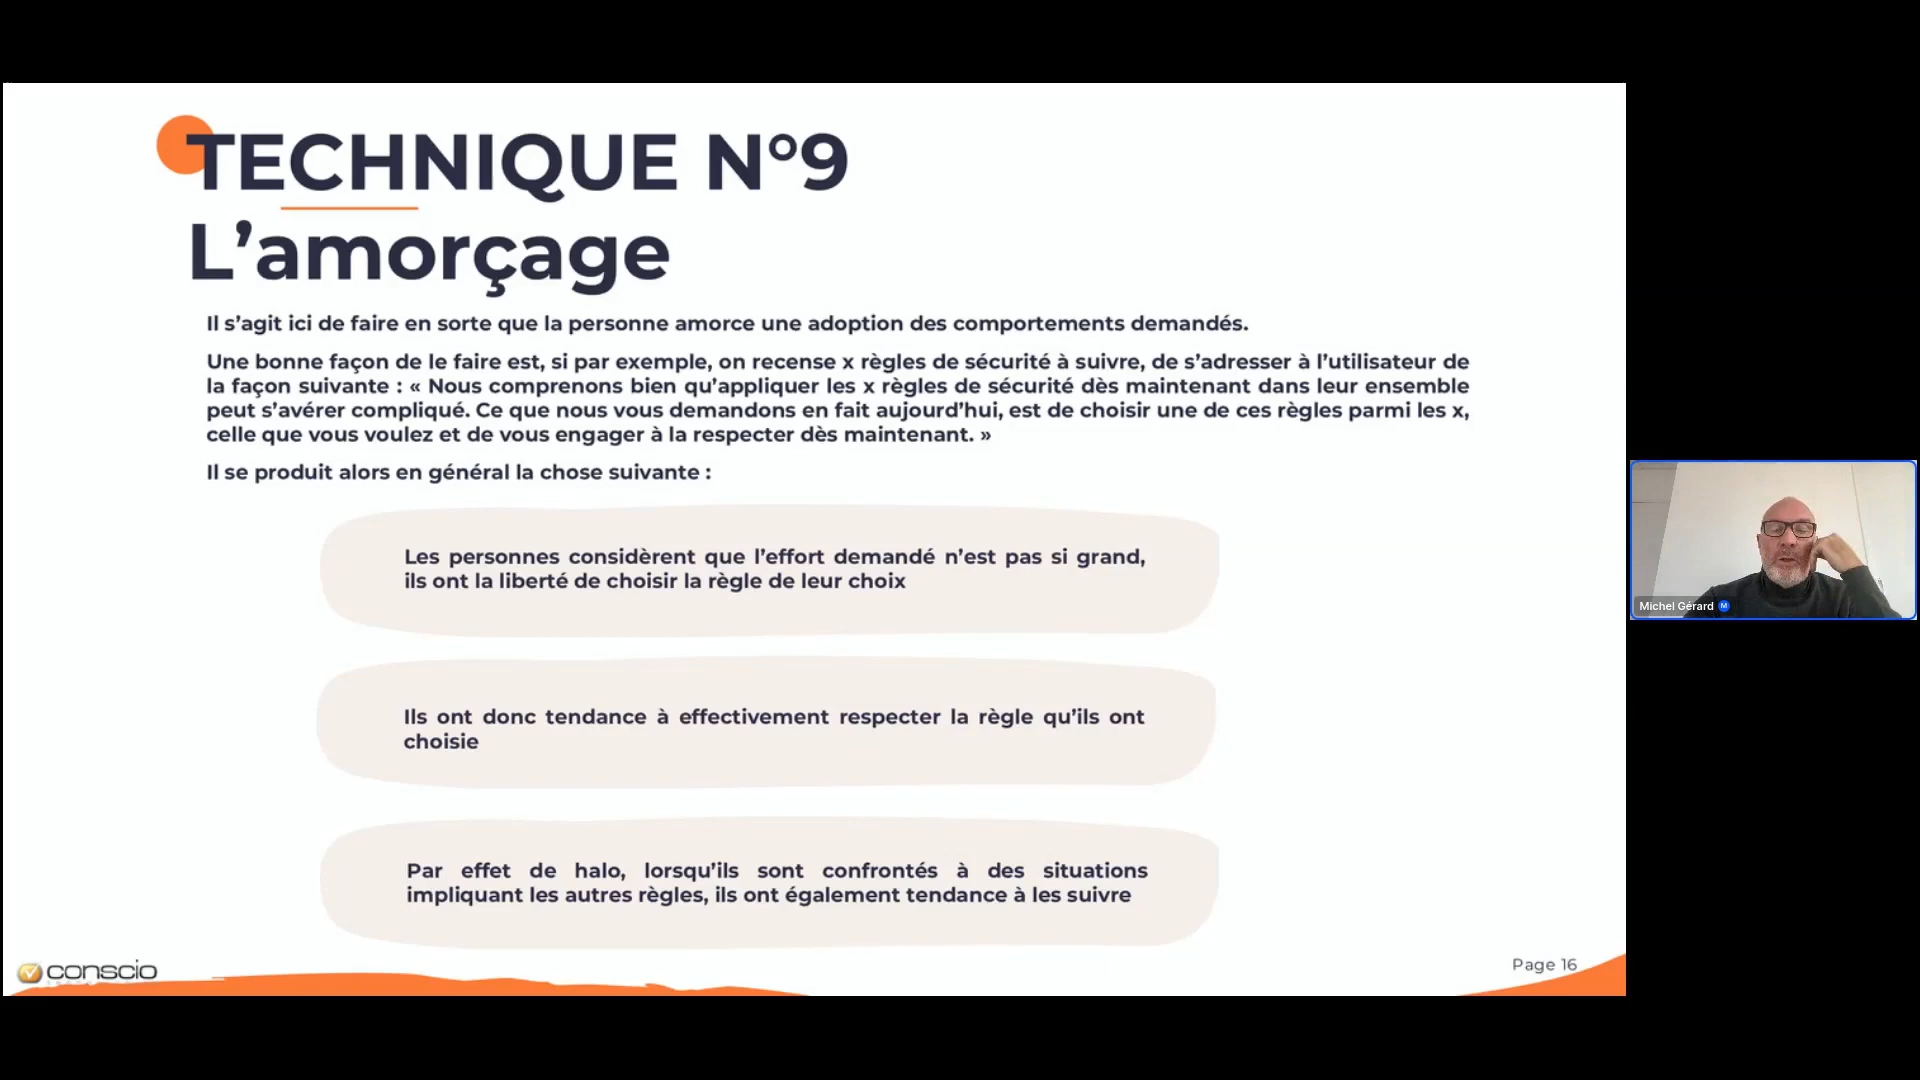 TECHNIQUE N°9
L’amorçage
Il s’agit ici de faire en sorte que la personne amorce une adoption des comportements demandés.
Une bonne façon de le faire est, si par exemple, on recense x règles de sécurité à suivre, de s’adresser à l’utilisateur de
la façon suivante : « Nous comprenons bien qu’appliquer les x règles de sécurité dès maintenant dans leur ensemble
peut s’avérer compliqué. Ce que nous vous demandons en fait aujourd’hui, est de choisir une de ces règles parmi les x,
celle que vous voulez et de vous engager à la respecter dès maintenant. »
Il se produit alors en général la chose suivante :
Les personnes considèrent que l’effort demandé n’est pas si grand,
ils ont la liberté de choisir la règle de leur choix
Ils ont donc tendance à effectivement respecter la règle qu’ils ont
choisie
Par effet de halo, lorsqu’ils sont confrontés à des situations
impliquant les autres règles, ils ont également tendance à les suivre
conscio
Page 16
Michel Gérard M